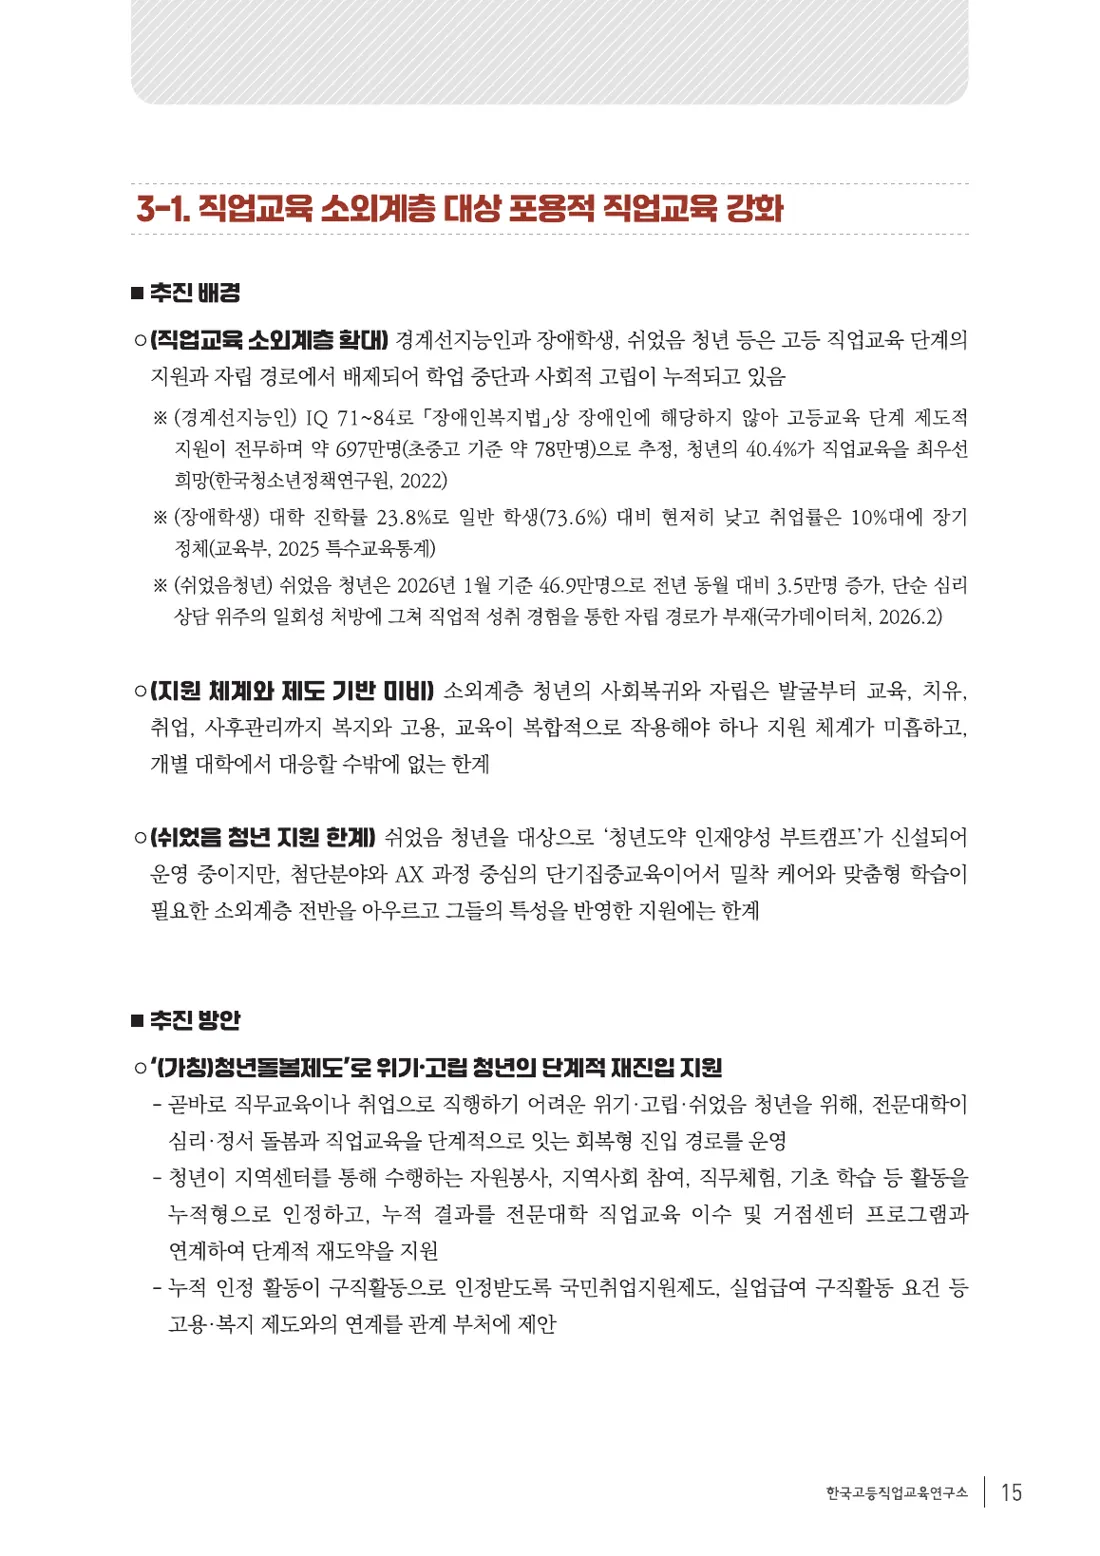 3-1. 직업교육 소외계층 대상 포용적 직업교육 강화
■ 추진 배경
○ (직업교육 소외계층 확대) 경계선지능인과 장애학생, 쉬었음 청년 등은 고등 직업교육 단계의
지원과 자립 경로에서 배제되어 학업 중단과 사회적 고립이 누적되고 있음
※ (경계선지능인) IQ 71~84로 「장애인복지법」상 장애인에 해당하지 않아 고등교육 단계 제도적
지원이 전무하며 약 697만명(초중고 기준 약 78만명)으로 추정, 청년의 40.4%가 직업교육을 최우선
희망(한국청소년정책연구원, 2022)
※ (장애학생) 대학 진학률 23.8%로 일반 학생(73.6%) 대비 현저히 낮고 취업률은 10%대에 장기
정체(교육부, 2025 특수교육통계)
※ (쉬었음청년) 쉬었음 청년은 2026년 1월 기준 46.9만명으로 전년 동월 대비 3.5만명 증가, 단순 심리
상담 위주의 일회성 처방에 그쳐 직업적 성취 경험을 통한 자립 경로가 부재(국가데이터처, 2026.2)
○ (지원 체계와 제도 기반 미비) 소외계층 청년의 사회복귀와 자립은 발굴부터 교육, 치유,
취업, 사후관리까지 복지와 고용, 교육이 복합적으로 작용해야 하나 지원 체계가 미흡하고,
개별 대학에서 대응할 수밖에 없는 한계
○ (쉬었음 청년 지원 한계) 쉬었음 청년을 대상으로 ‘청년도약 인재양성 부트캠프’가 신설되어
운영 중이지만, 첨단분야와 AX 과정 중심의 단기집중교육이어서 밀착 케어와 맞춤형 학습이
필요한 소외계층 전반을 아우르고 그들의 특성을 반영한 지원에는 한계
■ 추진 방안
○ ‘(가칭)청년돌봄제도’로 위기·고립 청년의 단계적 재진입 지원
- 곧바로 직무교육이나 취업으로 직행하기 어려운 위기·고립·쉬었음 청년을 위해, 전문대학이
심리·정서 돌봄과 직업교육을 단계적으로 잇는 회복형 진입 경로를 운영
- 청년이 지역센터를 통해 수행하는 자원봉사, 지역사회 참여, 직무체험, 기초 학습 등 활동을
누적형으로 인정하고, 누적 결과를 전문대학 직업교육 이수 및 거점센터 프로그램과
연계하여 단계적 재도약을 지원
- 누적 인정 활동이 구직활동으로 인정받도록 국민취업지원제도, 실업급여 구직활동 요건 등
고용·복지 제도와의 연계를 관계 부처에 제안
한국고등직업교육연구소 15